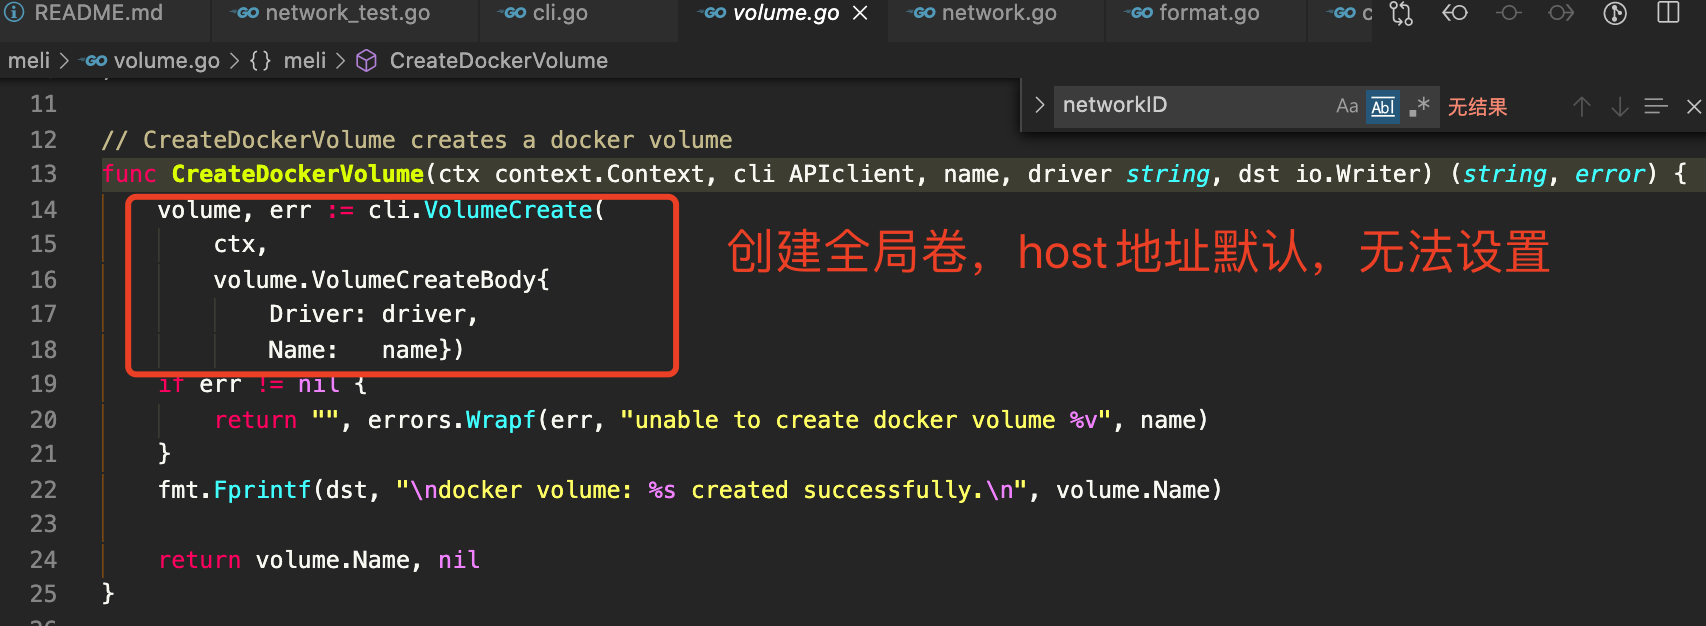 README.md network_test.go cli.go volume.go network.go format.go c
meli > volume.go > {} meli > CreateDockerVolume
networkID Aa Abl .* 无结果
11
12 // CreateDockerVolume creates a docker volume
13 func CreateDockerVolume(ctx context.Context, cli APIclient, name, driver string, dst io.Writer) (string, error) {
14 volume, err := cli.VolumeCreate(
15 ctx,
16 volume.VolumeCreateBody{
17 Driver: driver,
18 Name: name})
创建全局卷，host地址默认，无法设置
19 if err != nil {
20 return "", errors.Wrapf(err, "unable to create docker volume %v", name)
21 }
22 fmt.Fprintf(dst, "\ndocker volume: %s created successfully.\n", volume.Name)
23
24 return volume.Name, nil
25 }